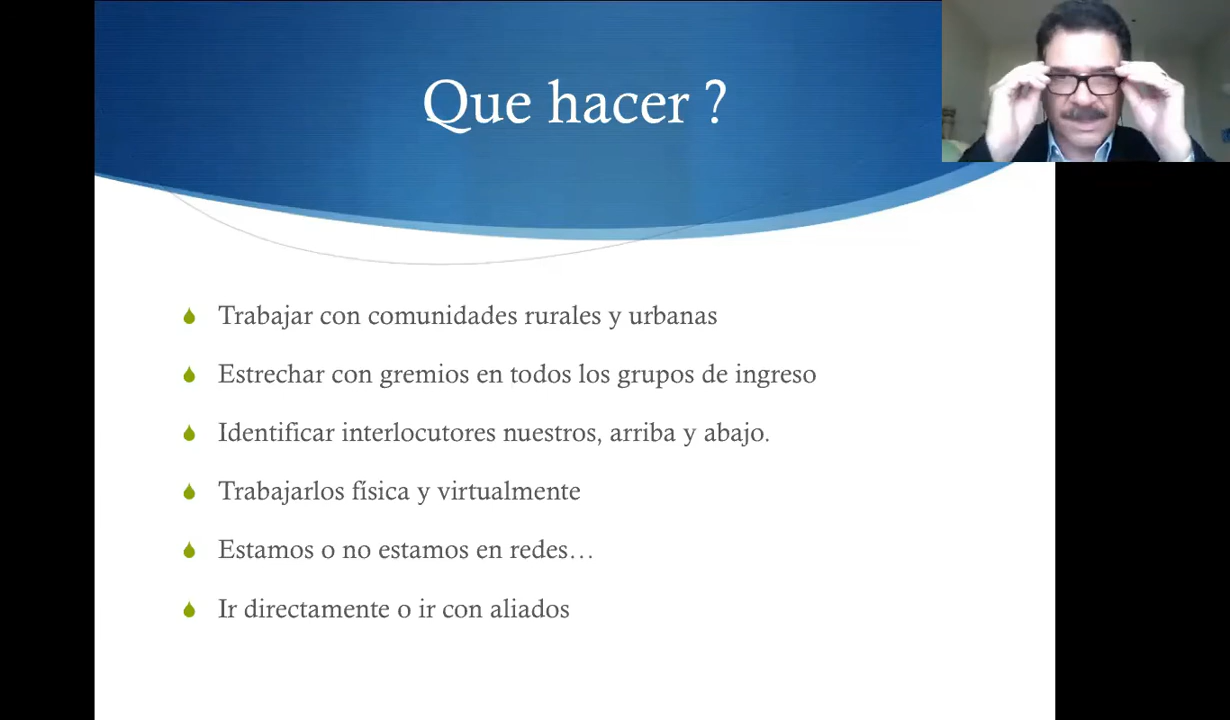 Que hacer ?
Trabajar con comunidades rurales y urbanas
Estrechar con gremios en todos los grupos de ingreso
Identificar interlocutores nuestros, arriba y abajo.
Trabajarlos física y virtualmente
Estamos o no estamos en redes…
Ir directamente o ir con aliados